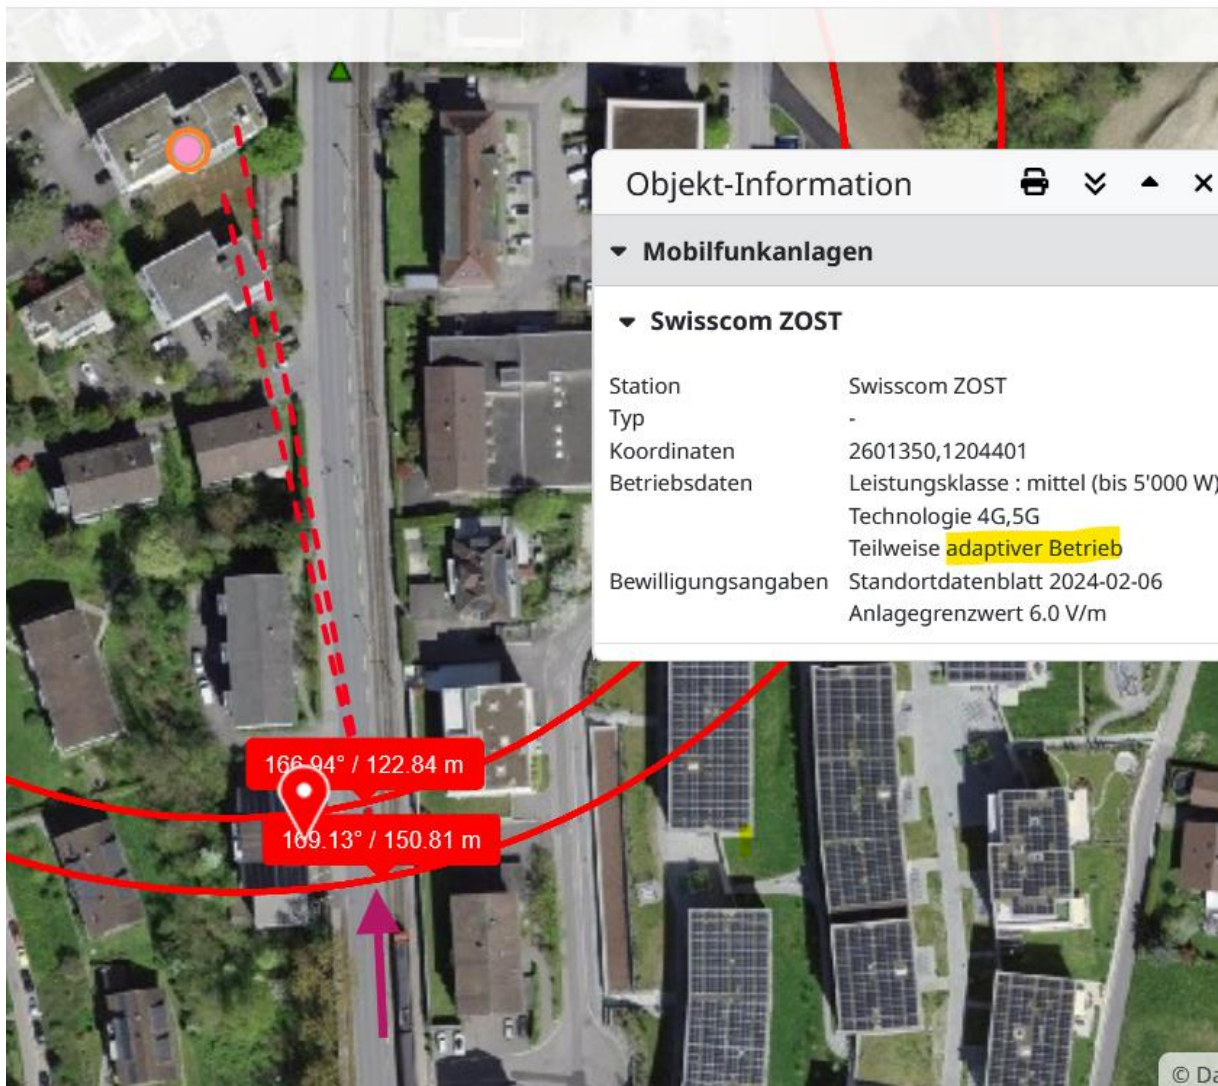 Objekt-Information
Mobilfunkanlagen
Swisscom ZOST
Station Swisscom ZOST
Typ -
Koordinaten 2601350,1204401
Betriebsdaten Leistungsklasse : mittel (bis 5'000 W)
Technologie 4G,5G
Teilweise adaptiver Betrieb
Bewilligungsangaben Standortdatenblatt 2024-02-06
Anlagegrenzwert 6.0 V/m
166.94° / 122.84 m
169.13° / 150.81 m
©